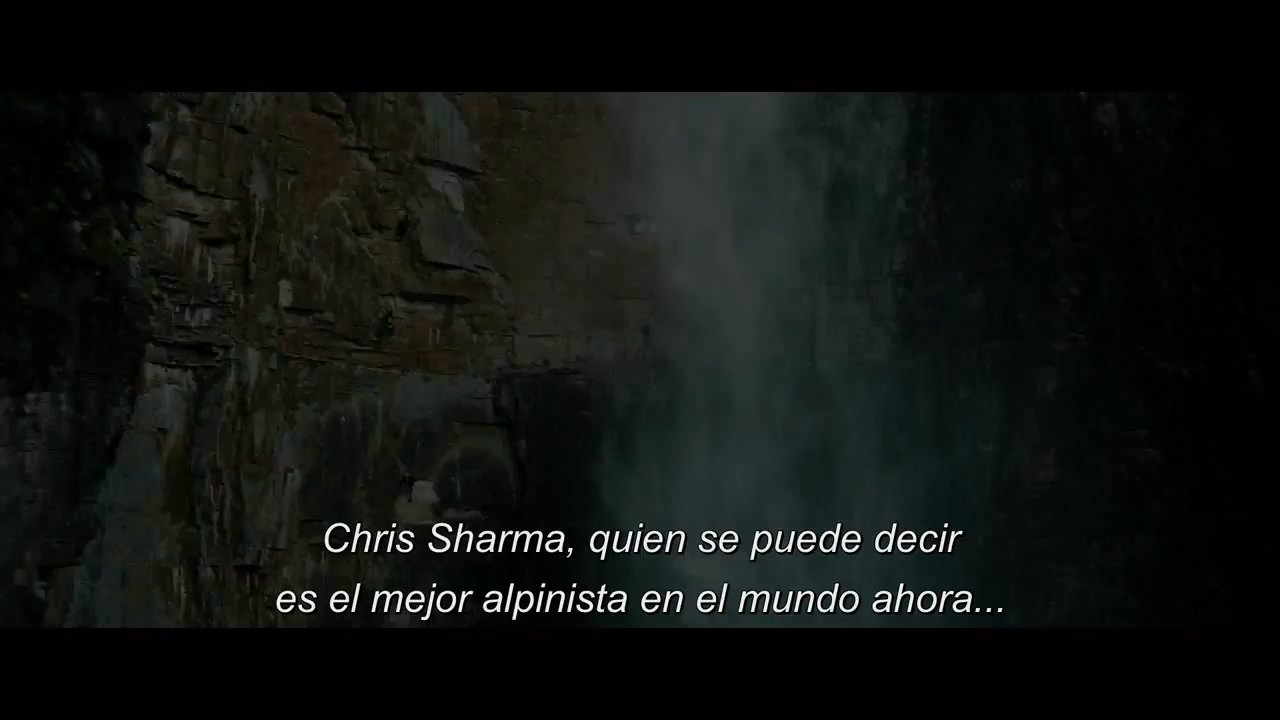 Chris Sharma, quien se puede decir
es el mejor alpinista en el mundo ahora...